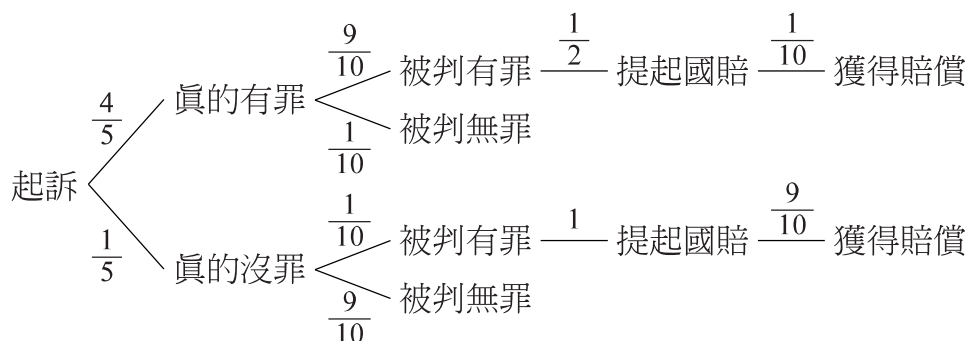 9/10 被判有罪 1/2 提起國賠 1/10 獲得賠償
4/5 眞的有罪
1/10 被判無罪
起訴
1/10 被判有罪 1 提起國賠 9/10 獲得賠償
1/5 眞的沒罪
9/10 被判無罪